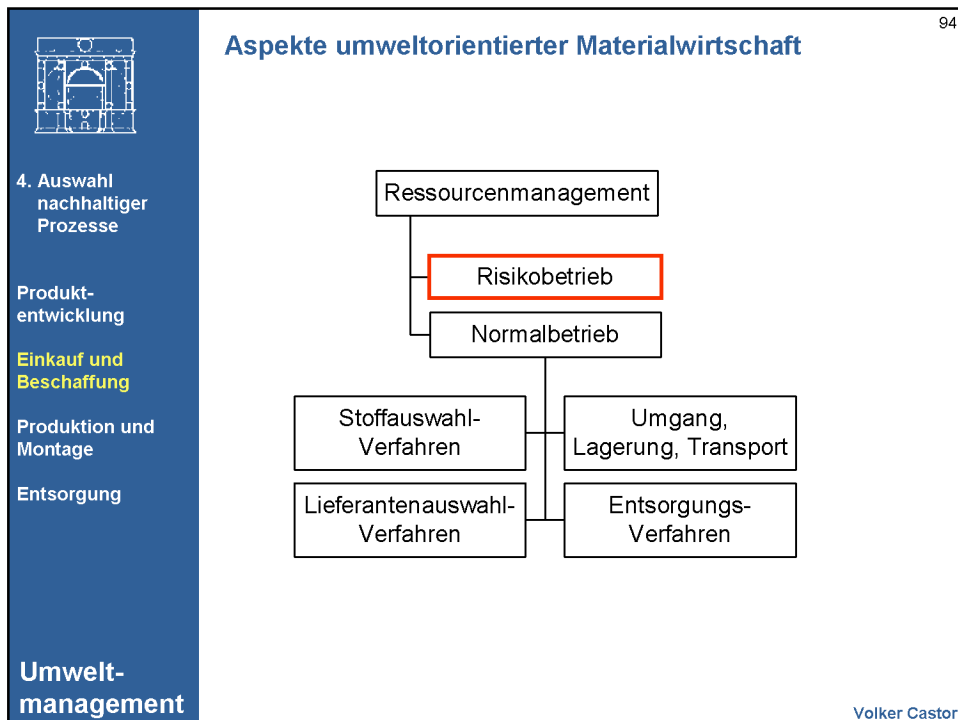 94
Aspekte umweltorientierter Materialwirtschaft
4. Auswahl
nachhaltiger
Prozesse
Produkt-
entwicklung
Einkauf und
Beschaffung
Produktion und
Montage
Entsorgung
Umwelt-
management
Ressourcenmanagement
Risikobetrieb
Normalbetrieb
Stoffauswahl-
Verfahren
Umgang,
Lagerung, Transport
Lieferantenauswahl-
Verfahren
Entsorgungs-
Verfahren
Volker Castor